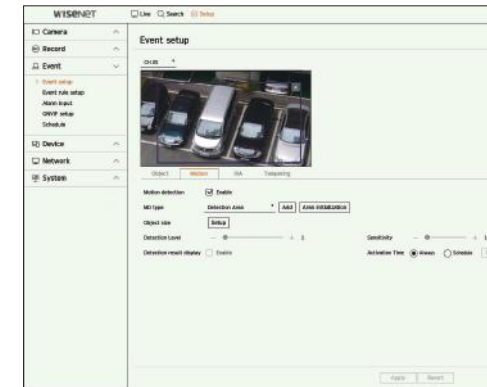 WISENET
Live Search Setup
Camera
Record
Event
Event setup
Event rule setup
Alarm Input
ONVIF setup
Schedule
Device
Network
System
Event setup
Object Motion IVA Tampering
Motion detection Enable
MD type Detection Area Add Area initialization
Object size Setup
Detection Level
Sensitivity
Detection result display Enable
Activation Time Always Schedule
Apply Revert